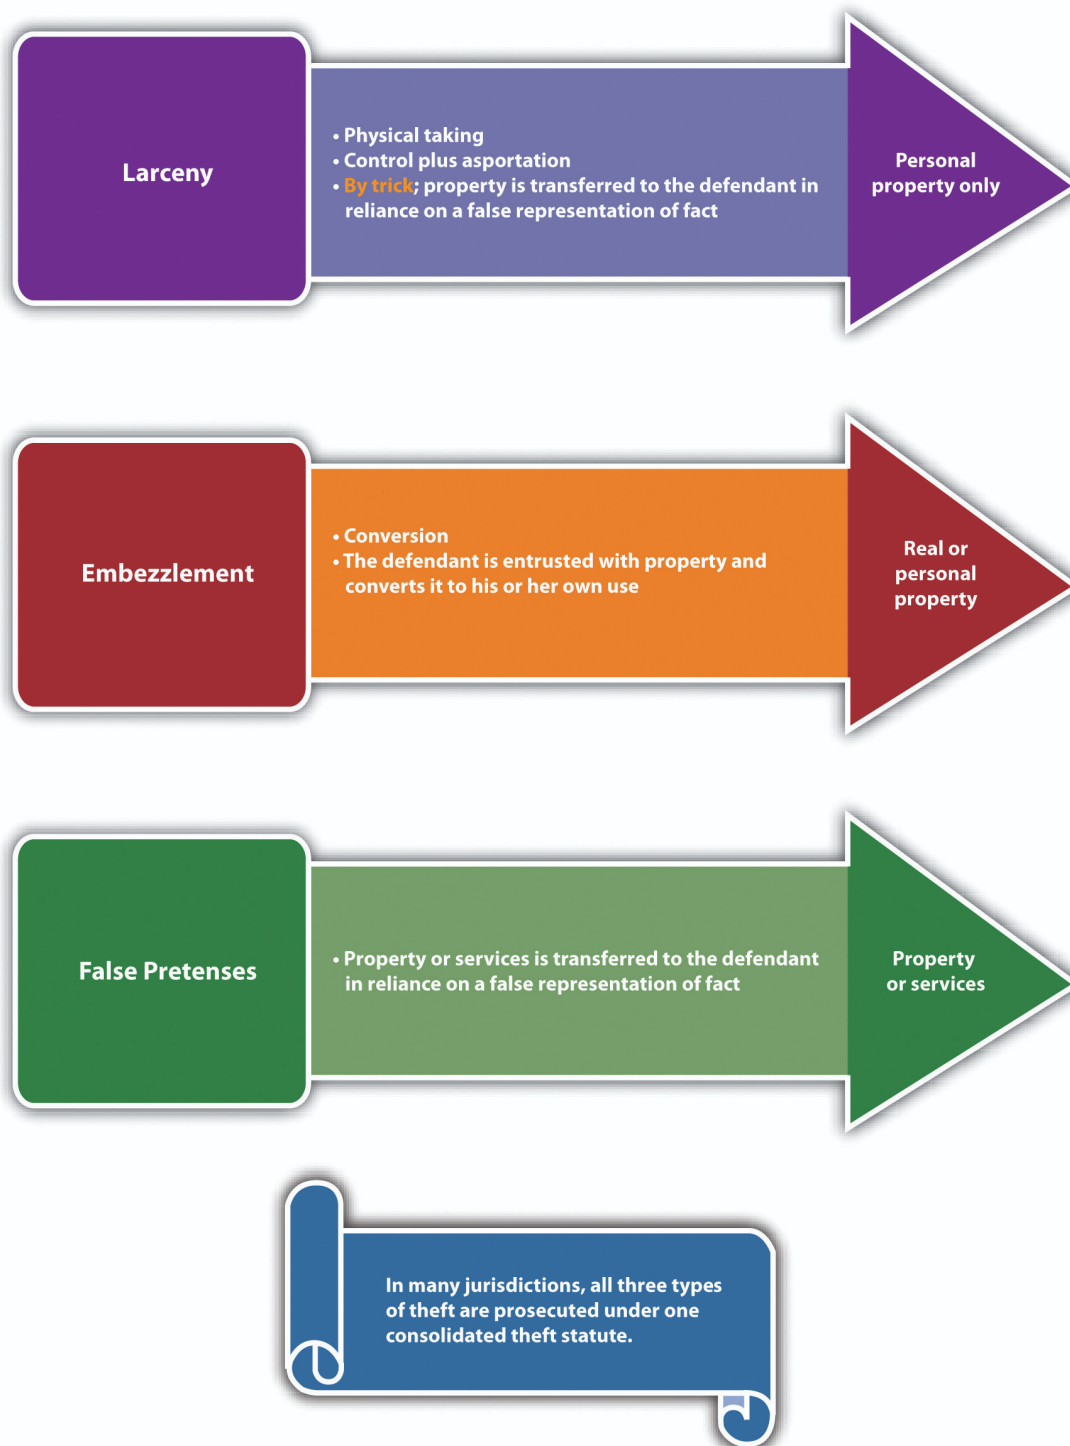 Larceny
• Physical taking
• Control plus asportation
• By trick; property is transferred to the defendant in
reliance on a false representation of fact
Personal
property only
Embezzlement
• Conversion
• The defendant is entrusted with property and
converts it to his or her own use
Real or
personal
property
False Pretenses
• Property or services is transferred to the defendant
in reliance on a false representation of fact
Property
or services
In many jurisdictions, all three types
of theft are prosecuted under one
consolidated theft statute.